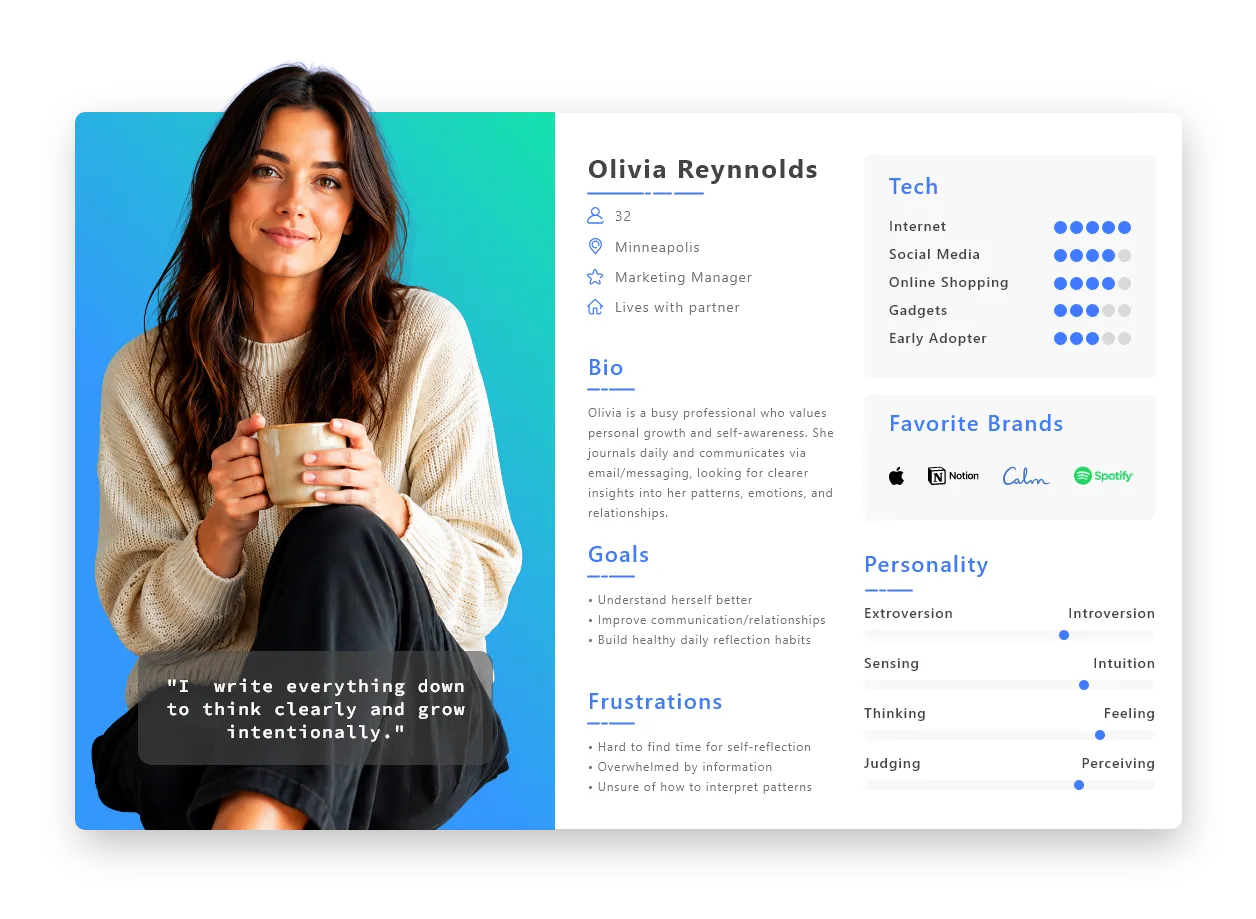 Olivia Reynnolds
32
Minneapolis
Marketing Manager
Lives with partner
Bio
Olivia is a busy professional who values
personal growth and self-awareness. She
journals daily and communicates via
email/messaging, looking for clearer
insights into her patterns, emotions, and
relationships.
Goals
• Understand herself better
• Improve communication/relationships
• Build healthy daily reflection habits
Frustrations
• Hard to find time for self-reflection
• Overwhelmed by information
• Unsure of how to interpret patterns
"I  write everything down
to think clearly and grow
intentionally."
Tech
Internet
Social Media
Online Shopping
Gadgets
Early Adopter
Favorite Brands
Notion Calm Spotify
Personality
Extroversion Introversion
Sensing Intuition
Thinking Feeling
Judging Perceiving